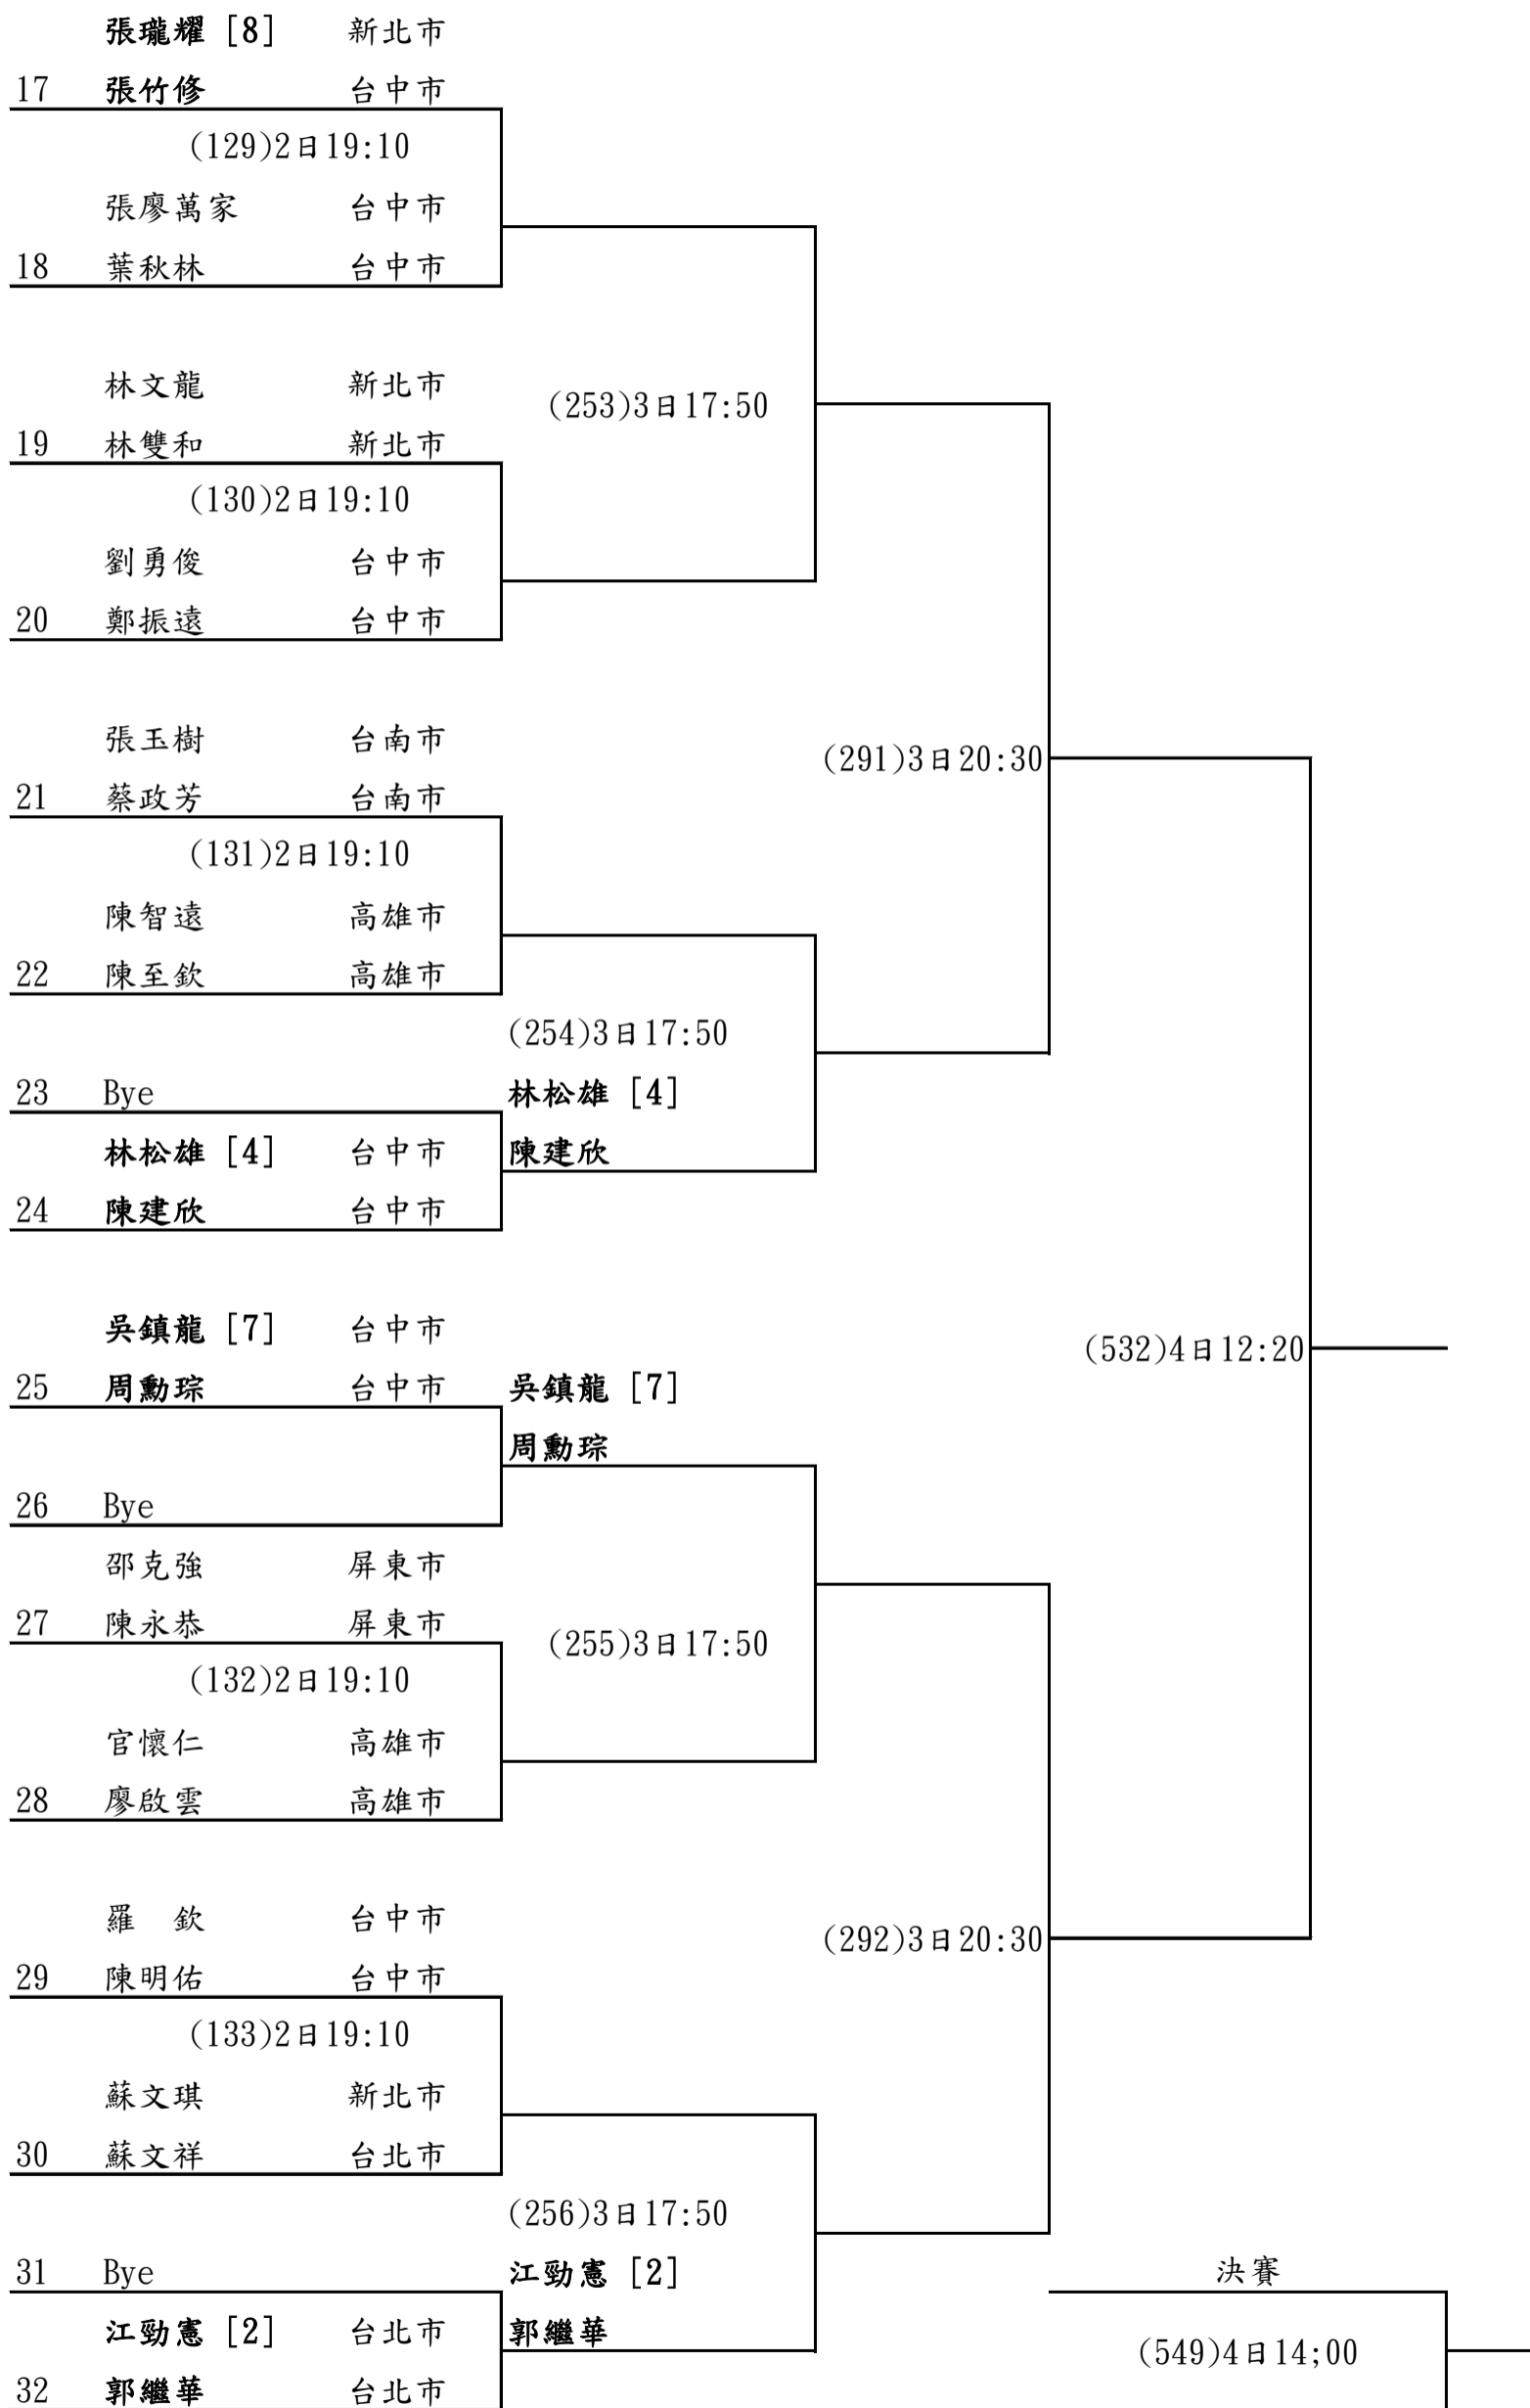 張瓏耀 [8] 新北市
17 張竹修 台中市
(129)2日19:10
張廖萬家 台中市
18 葉秋林 台中市
林文龍 新北市
(253)3日17:50
19 林雙和 新北市
(130)2日19:10
劉勇俊 台中市
20 鄭振遠 台中市
張玉樹 台南市
(291)3日20:30
21 蔡政芳 台南市
(131)2日19:10
陳智遠 高雄市
22 陳至欽 高雄市
(254)3日17:50
23 Bye 林松雄 [4]
林松雄 [4] 台中市 陳建欣
24 陳建欣 台中市
吳鎮龍 [7] 台中市
(532)4日12:20
25 周勳琮 台中市 吳鎮龍 [7]
周勳琮
26 Bye
邵克強 屏東市
27 陳永恭 屏東市
(255)3日17:50
(132)2日19:10
官懷仁 高雄市
28 廖啟雲 高雄市
羅　欽 台中市
(292)3日20:30
29 陳明佑 台中市
(133)2日19:10
蘇文琪 新北市
30 蘇文祥 台北市
(256)3日17:50
31 Bye 江勁憲 [2] 決賽
江勁憲 [2] 台北市 郭繼華
(549)4日14;00
32 郭繼華 台北市